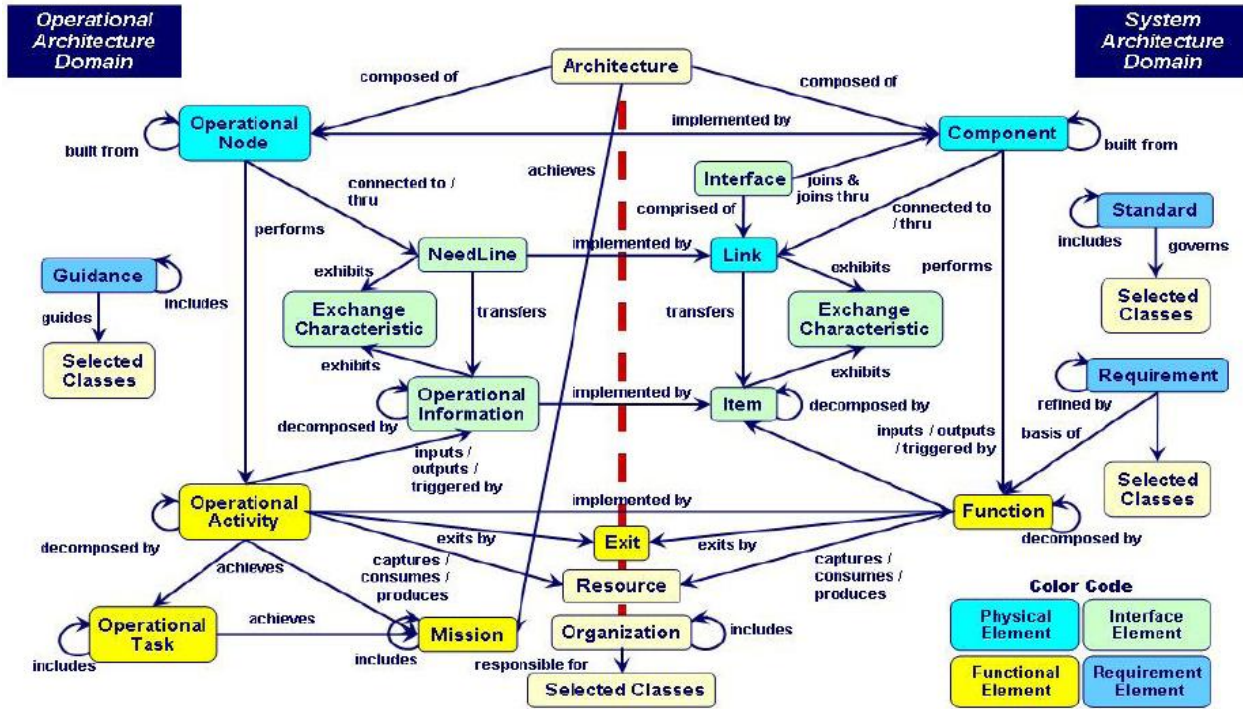 Operational
Architecture
Domain
System
Architecture
Domain
Architecture
composed of
composed of
Operational
Node
implemented by
Component
built from
built from
achieves
Interface
joins &
joins thru
connected to /
thru
comprised of
connected to
/ thru
Standard
includes
governs
performs
NeedLine
implemented by
Link
performs
Guidance
includes
exhibits
exhibits
Selected
Classes
guides
Exchange
Characteristic
transfers
transfers
Exchange
Characteristic
Selected
Classes
exhibits
exhibits
Requirement
Operational
Information
implemented by
Item
decomposed by
decomposed by
refined by
inputs /
outputs /
triggered by
inputs / outputs
/ triggered by
basis of
Selected
Classes
Operational
Activity
implemented by
Function
decomposed by
exits by
Exit
exits by
decomposed by
achieves
captures /
consumes /
produces
Resource
captures /
consumes /
produces
Color Code
Operational
Task
achieves
Mission
Organization
includes
Physical
Element
Interface
Element
includes
includes
responsible for
Selected Classes
Functional
Element
Requirement
Element